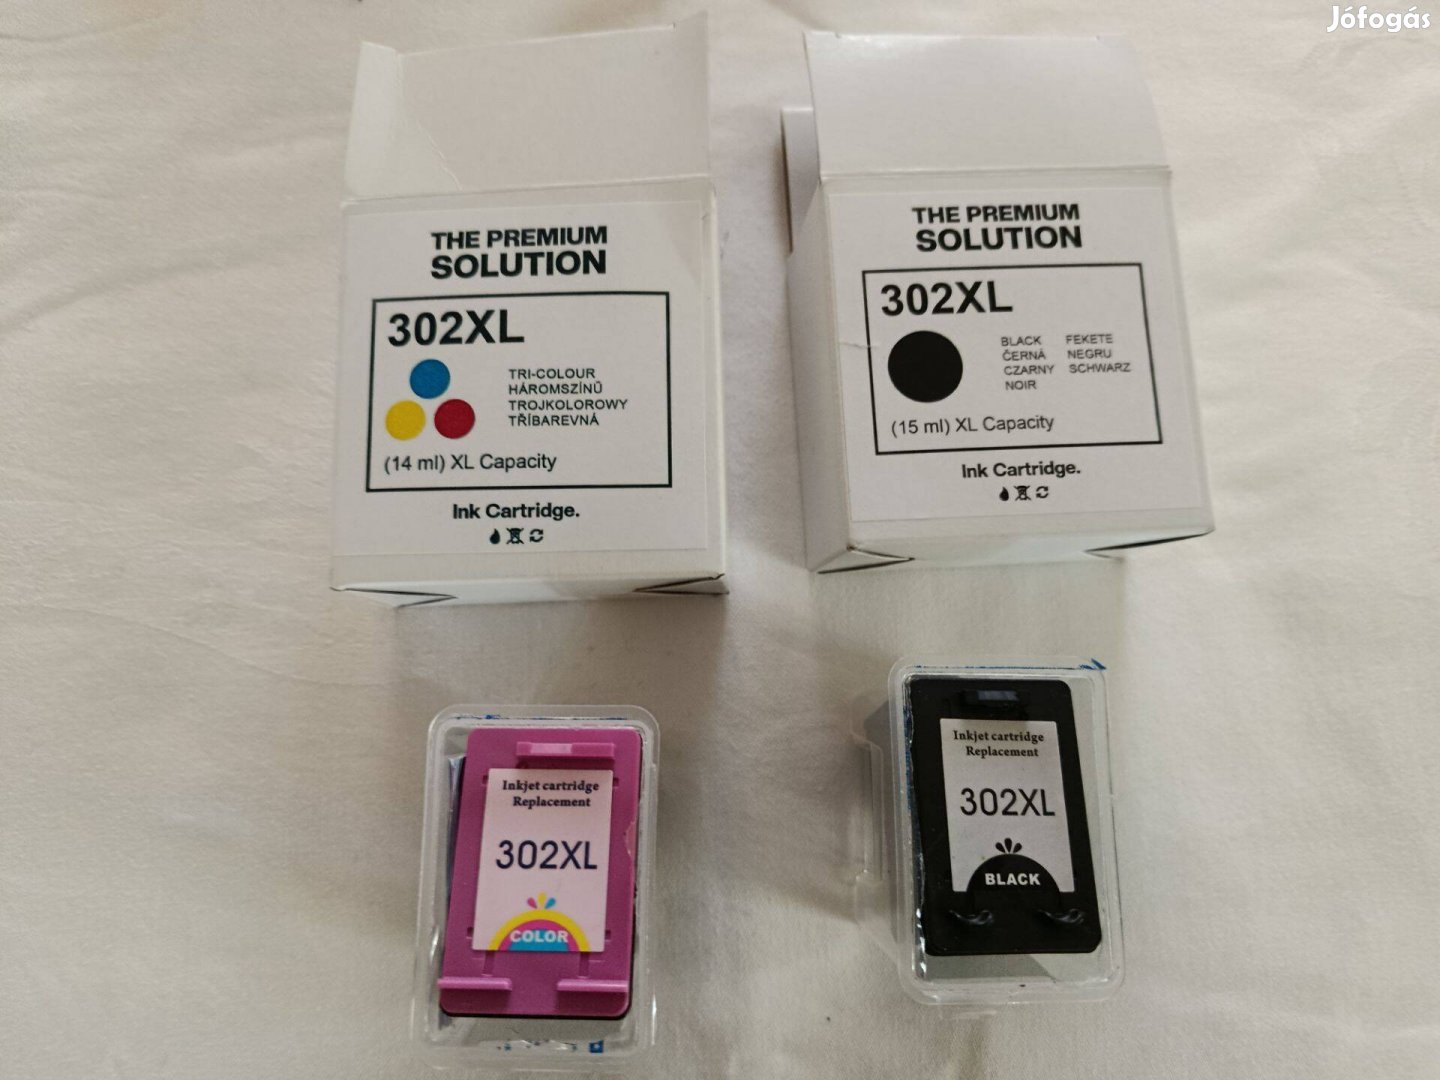 Jófogás
THE PREMIUM
SOLUTION
302XL
TRI-COLOUR
HÁROMSZÍNŰ
TROJKOLOROWY
TŘÍBAREVNÁ
(14 ml) XL Capacity
Ink Cartridge.
THE PREMIUM
SOLUTION
302XL
BLACK FEKETE
ČERNÁ NEGRU
CZARNY SCHWARZ
NOIR
(15 ml) XL Capacity
Ink Cartridge.
Inkjet cartridge
Replacement
302XL
COLOR
Inkjet cartridge
Replacement
302XL
BLACK